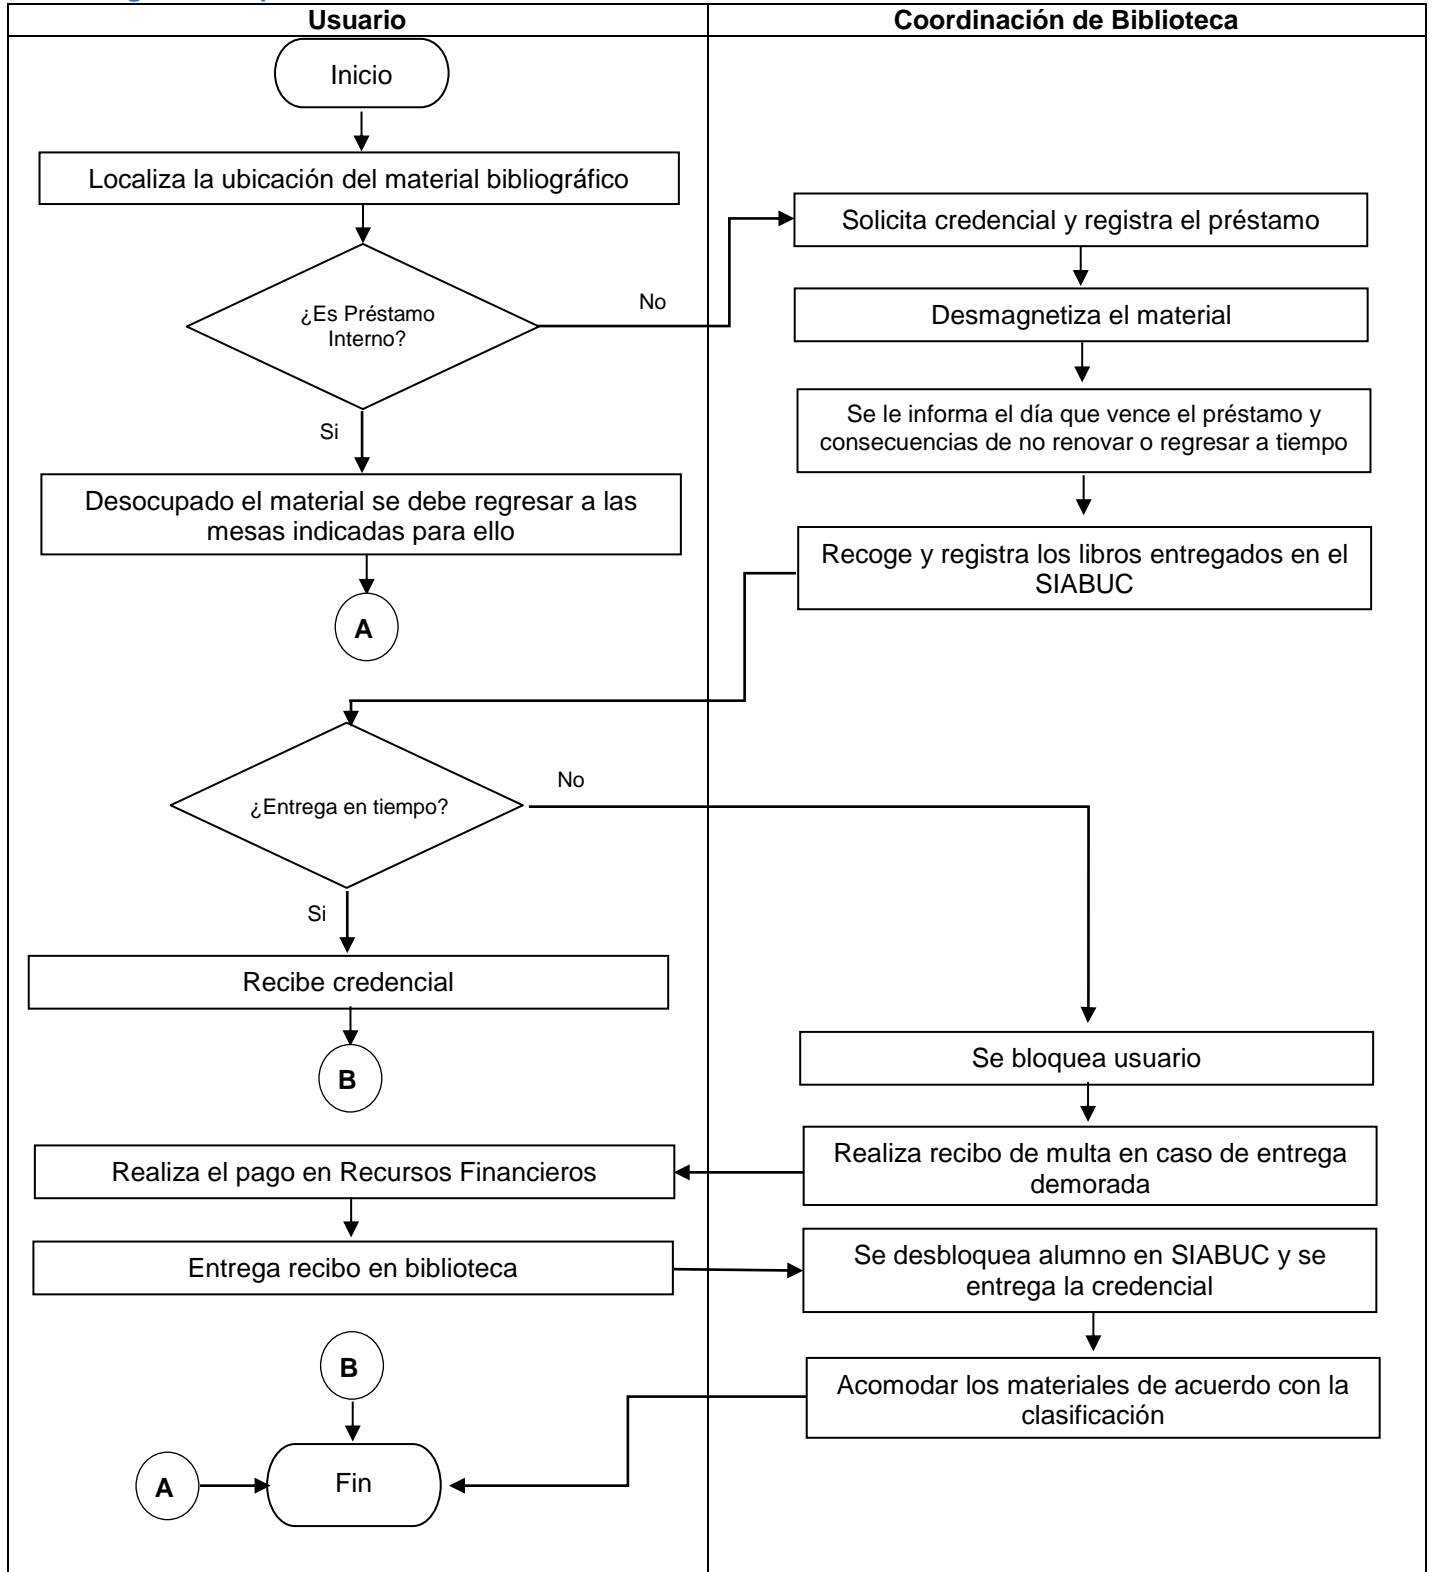 Usuario
Coordinación de Biblioteca
Inicio
Localiza la ubicación del material bibliográfico
Solicita credencial y registra el préstamo
No
¿Es Préstamo
Interno?
Desmagnetiza el material
Si
Se le informa el día que vence el préstamo y
consecuencias de no renovar o regresar a tiempo
Desocupado el material se debe regresar a las
mesas indicadas para ello
Recoge y registra los libros entregados en el
SIABUC
A
No
¿Entrega en tiempo?
Si
Recibe credencial
Se bloquea usuario
B
Realiza recibo de multa en caso de entrega
demorada
Realiza el pago en Recursos Financieros
Entrega recibo en biblioteca
Se desbloquea alumno en SIABUC y se
entrega la credencial
B
Acomodar los materiales de acuerdo con la
clasificación
A
Fin